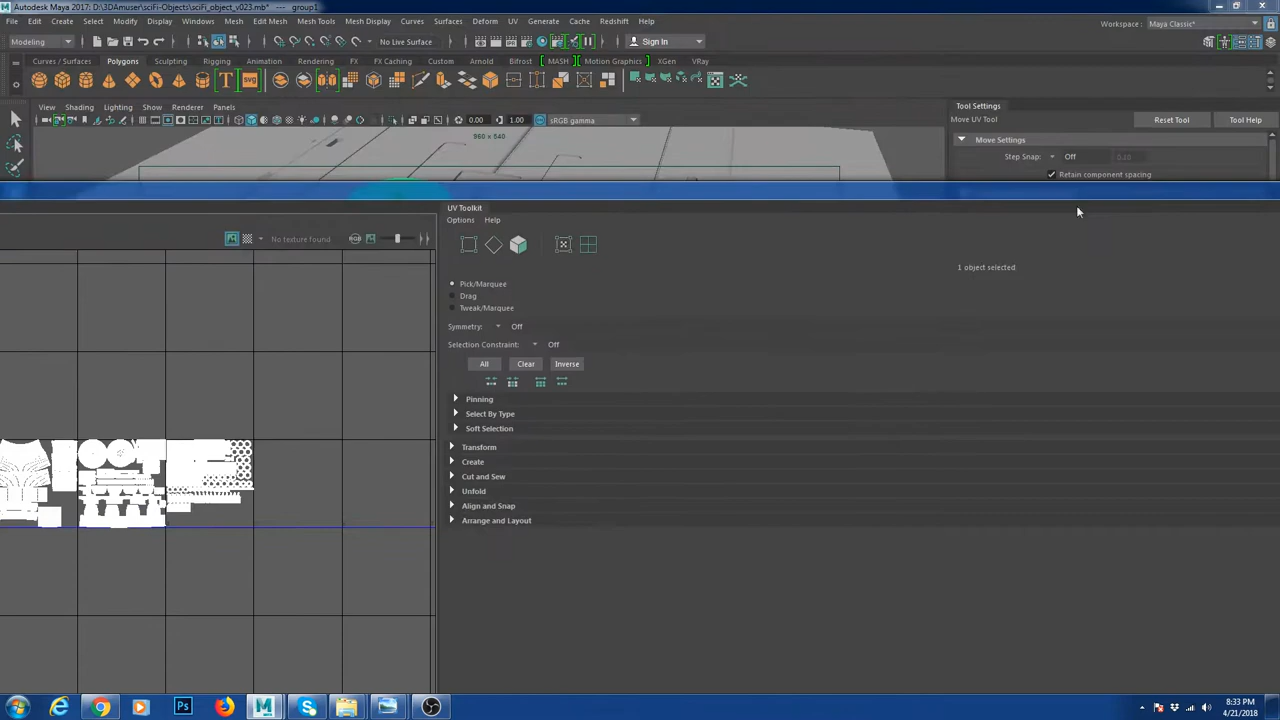 Autodesk Maya 2017: D:\3DAmuser\sciFi-Objects\sciFi_object_v023.mb* --- group1
File Edit Create Select Modify Display Windows Mesh Edit Mesh Mesh Tools Mesh Display Curves Surfaces Deform UV Generate Cache Redshift Help
Workspace : Maya Classic*
Modeling No Live Surface Sign In
Curves / Surfaces Polygons Sculpting Rigging Animation Rendering FX FX Caching Custom Arnold Bifrost MASH Motion Graphics XGen VRay
T svg
View Shading Lighting Show Renderer Panels
Tool Settings
0.00 1.00 sRGB gamma
Move UV Tool Reset Tool Tool Help
960 x 540
Move Settings
Step Snap: Off
Retain component spacing
UV Toolkit
Options Help
No texture found
1 object selected
Pick/Marquee
Drag
Tweak/Marquee
Symmetry: Off
Selection Constraint: Off
All Clear Inverse
Pinning
Select By Type
Soft Selection
Transform
Create
Cut and Sew
Unfold
Align and Snap
Arrange and Layout
Ps
8:33 PM
4/21/2018